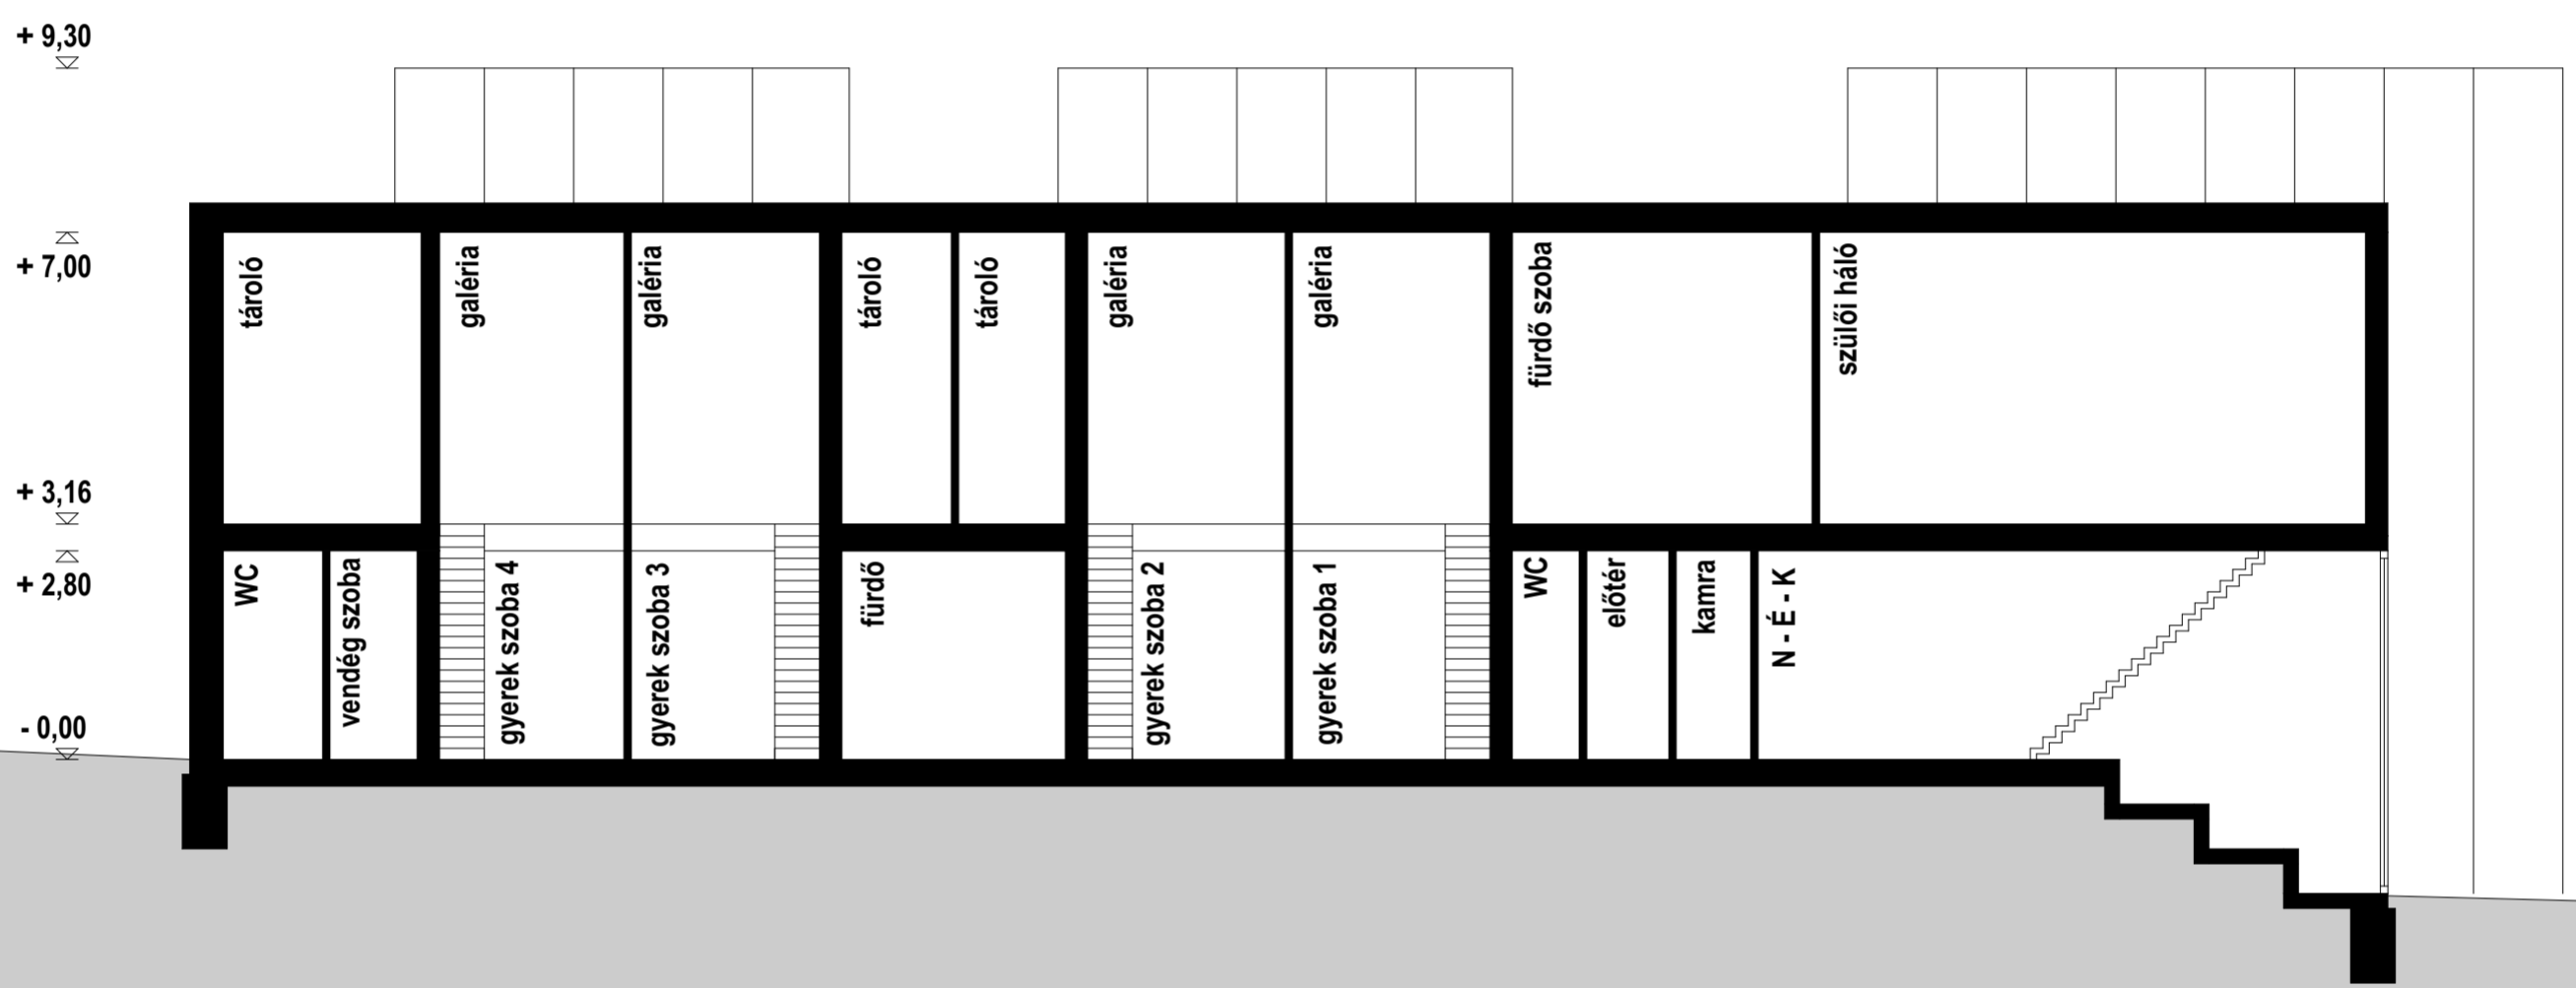 + 9,30
+ 7,00
+ 3,16
+ 2,80
- 0,00
tároló
galéria
galéria
tároló
tároló
galéria
galéria
fürdő szoba
szülői háló
WC
vendég szoba
gyerek szoba 4
gyerek szoba 3
fürdő
gyerek szoba 2
gyerek szoba 1
WC
előtér
kamra
N - É - K